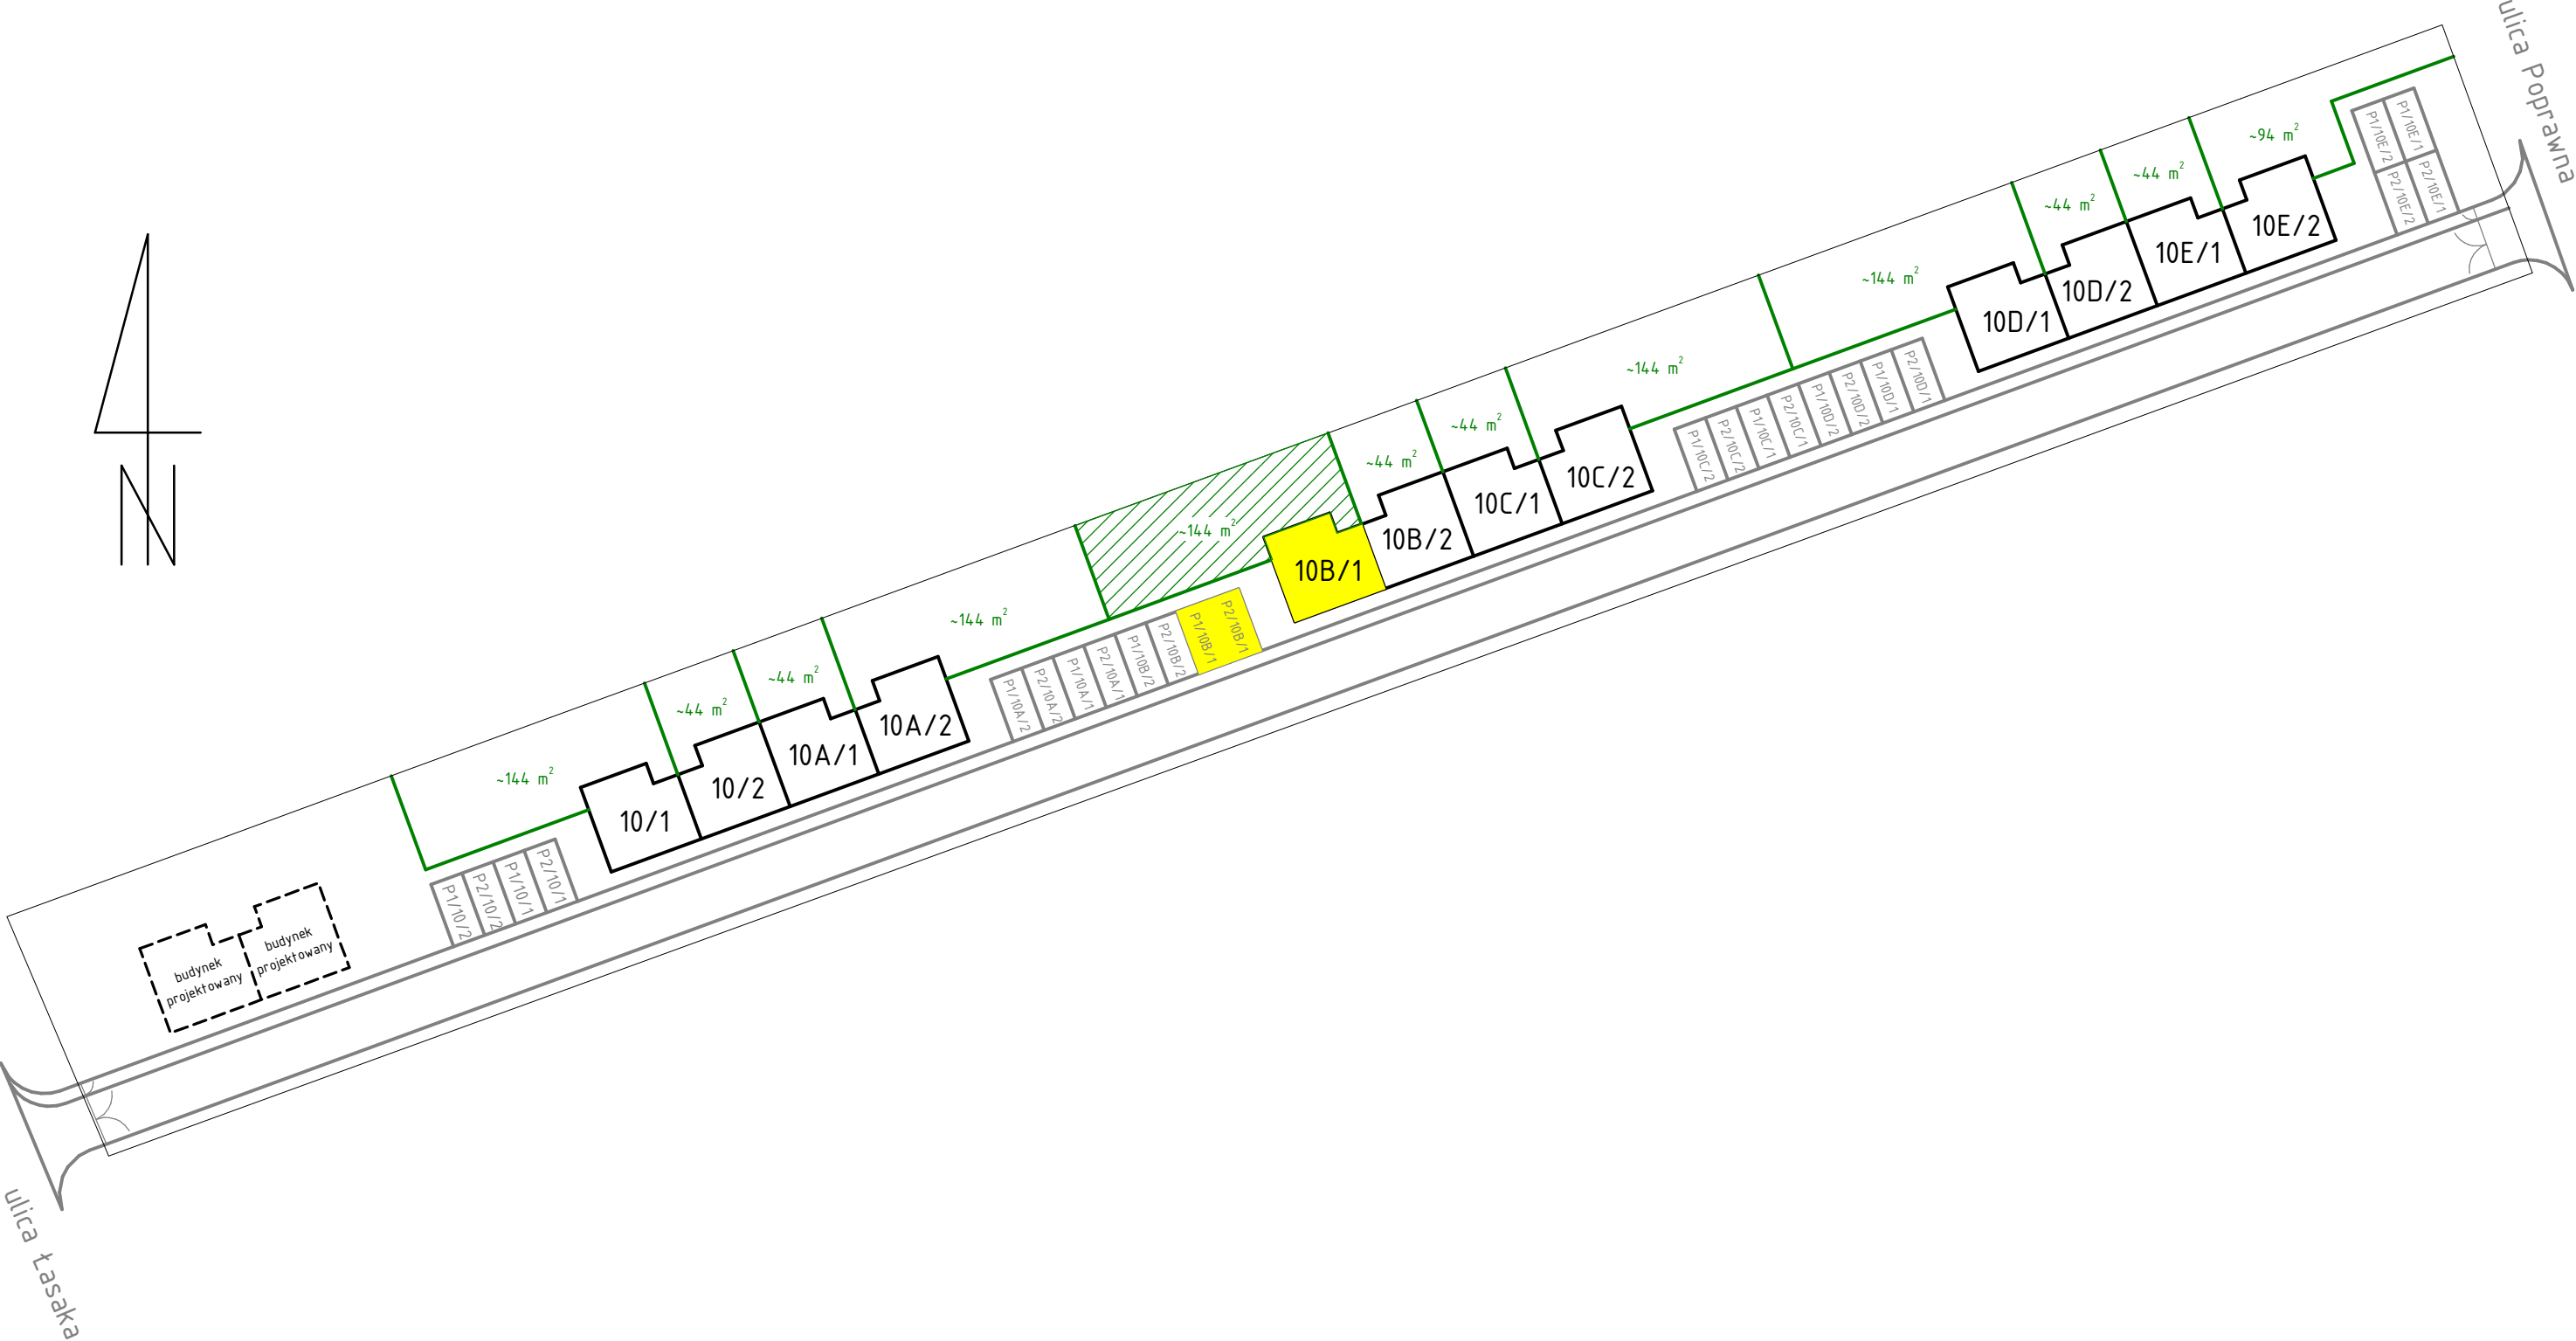 ulica Poprawna
~94 m²
P1/10E/2
P1/10E/1
P2/10E/2
P2/10E/1
~44 m²
~44 m²
10E/2
10E/1
10D/2
10D/1
~144 m²
~144 m²
P1/10C/2
P2/10C/2
P1/10C/1
P2/10C/1
P1/10D/2
P2/10D/2
P1/10D/1
P2/10D/1
~44 m²
~44 m²
10C/2
10C/1
10B/2
10B/1
~144 m²
~144 m²
P1/10A/2
P2/10A/2
P1/10A/1
P2/10A/1
P1/10B/2
P2/10B/2
P1/10B/1
P2/10B/1
~44 m²
~44 m²
10A/2
10A/1
10/2
10/1
~144 m²
P1/10/2
P2/10/2
P1/10/1
P2/10/1
budynek
projektowany
budynek
projektowany
ulica Łasaka
N